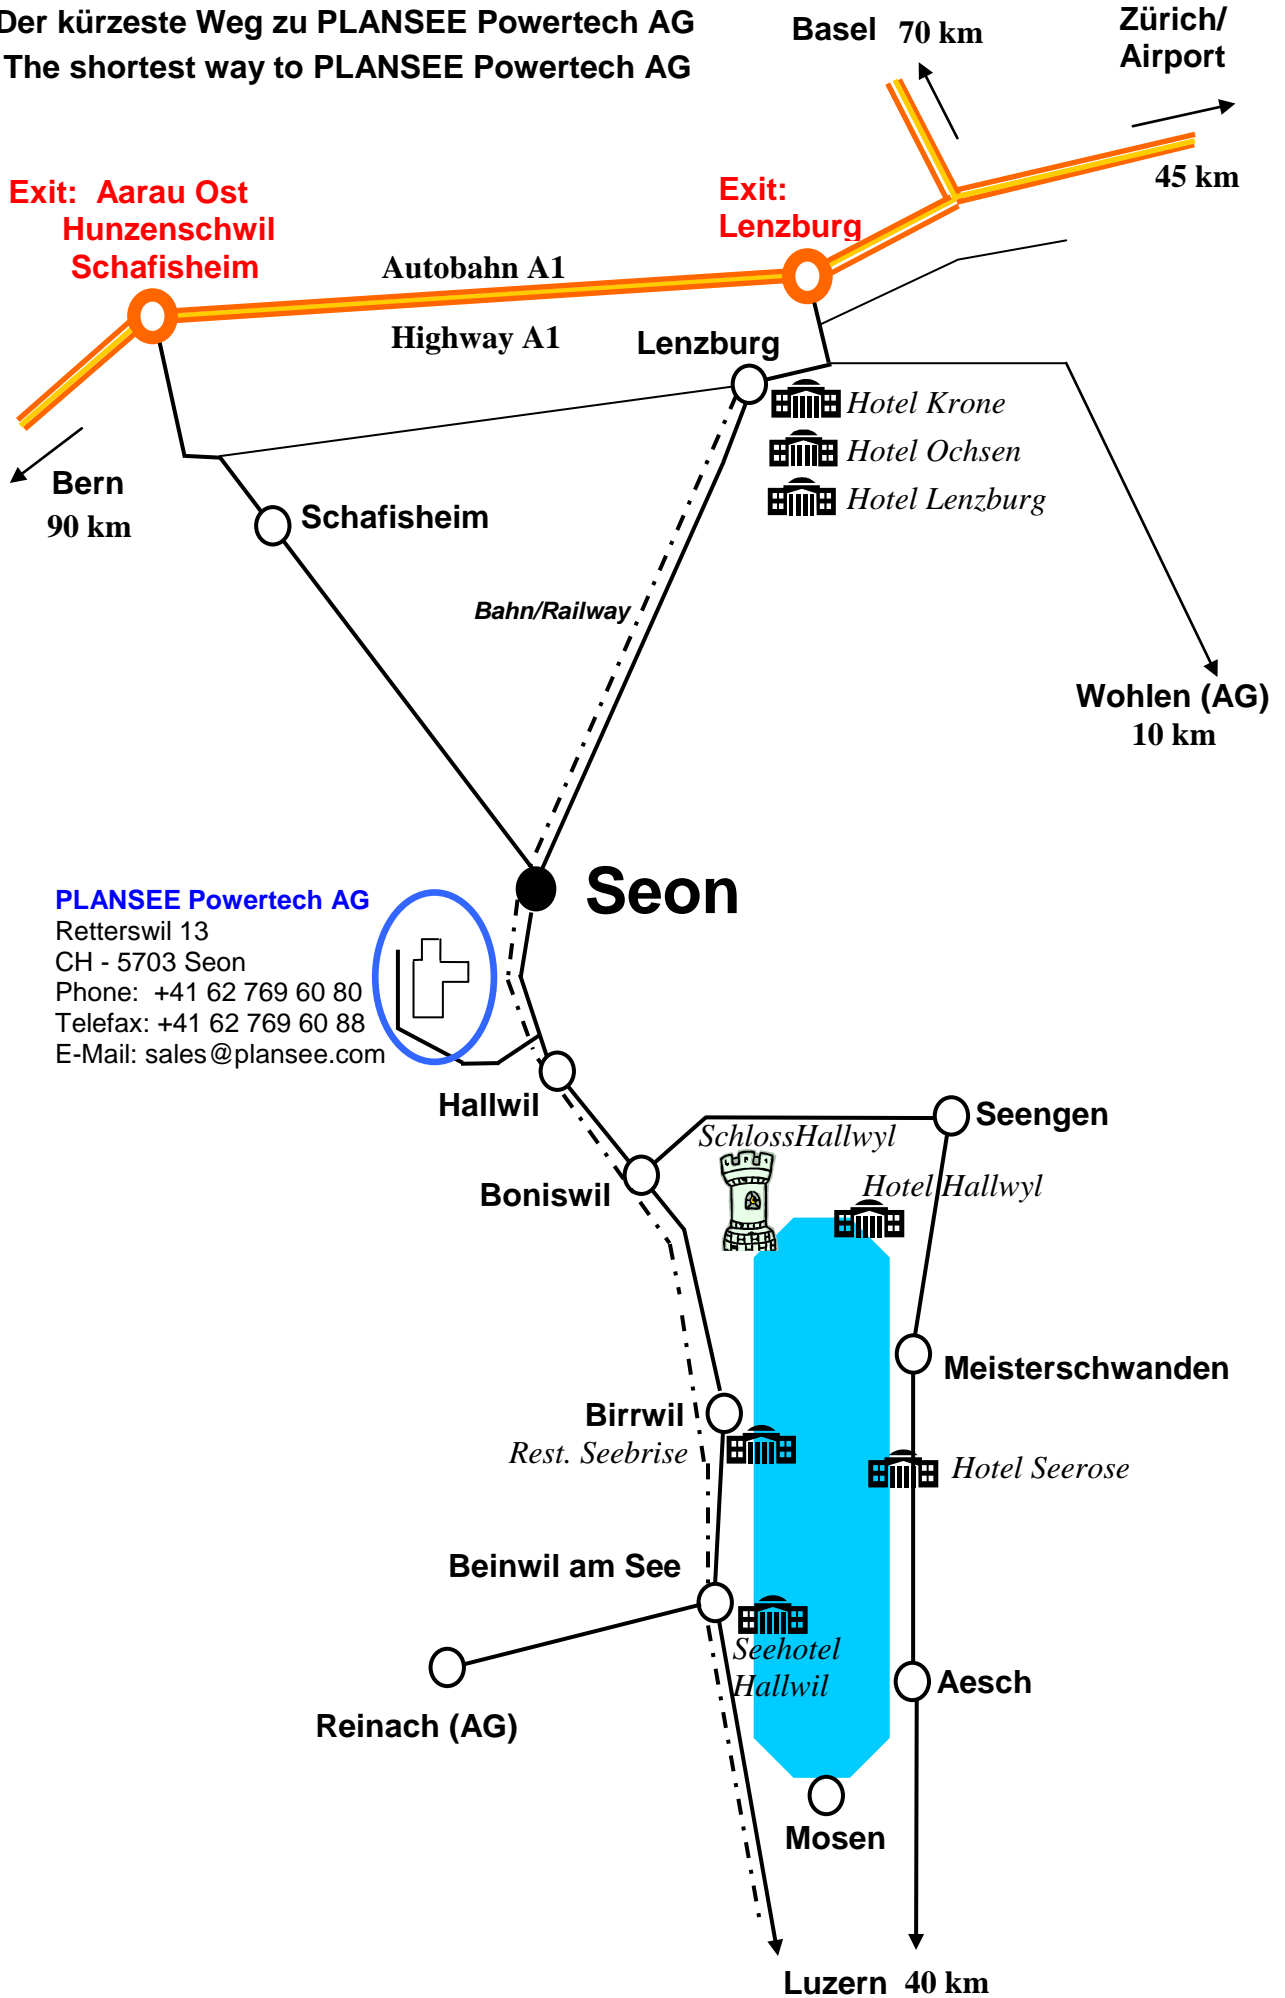 Der kürzeste Weg zu PLANSEE Powertech AG
The shortest way to PLANSEE Powertech AG
Basel 70 km
Zürich/
Airport
45 km
Exit: Aarau Ost
Hunzenschwil
Schafisheim
Exit:
Lenzburg
Autobahn A1
Highway A1
Lenzburg
Hotel Krone
Hotel Ochsen
Hotel Lenzburg
Bern
90 km
Schafisheim
Bahn/Railway
Wohlen (AG)
10 km
Seon
PLANSEE Powertech AG
Retterswil 13
CH - 5703 Seon
Phone: +41 62 769 60 80
Telefax: +41 62 769 60 88
E-Mail: sales@plansee.com
Hallwil
Seengen
SchlossHallwyl
Boniswil
Hotel Hallwyl
Meisterschwanden
Birrwil
Rest. Seebrise
Hotel Seerose
Beinwil am See
Seehotel
Hallwil
Aesch
Reinach (AG)
Mosen
Luzern 40 km